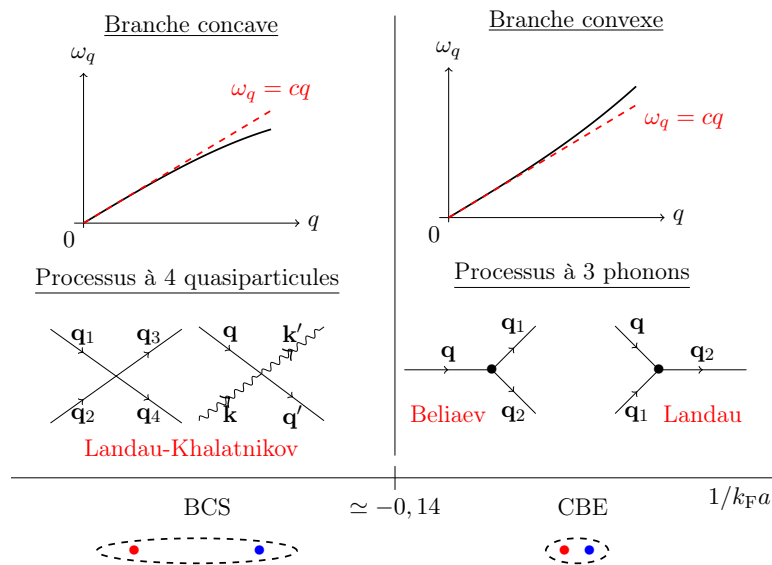 Branche concave
ω_q
ω_q = cq
q
0
Processus à 4 quasiparticules
q₁
q₃
q₂
q₄
q
k′
k
q′
Landau-Khalatnikov
Branche convexe
ω_q
ω_q = cq
q
0
Processus à 3 phonons
q
q₁
q₂
Beliaev
q
q₂
q₁
Landau
BCS
≃ −0, 14
CBE
1/k_F a